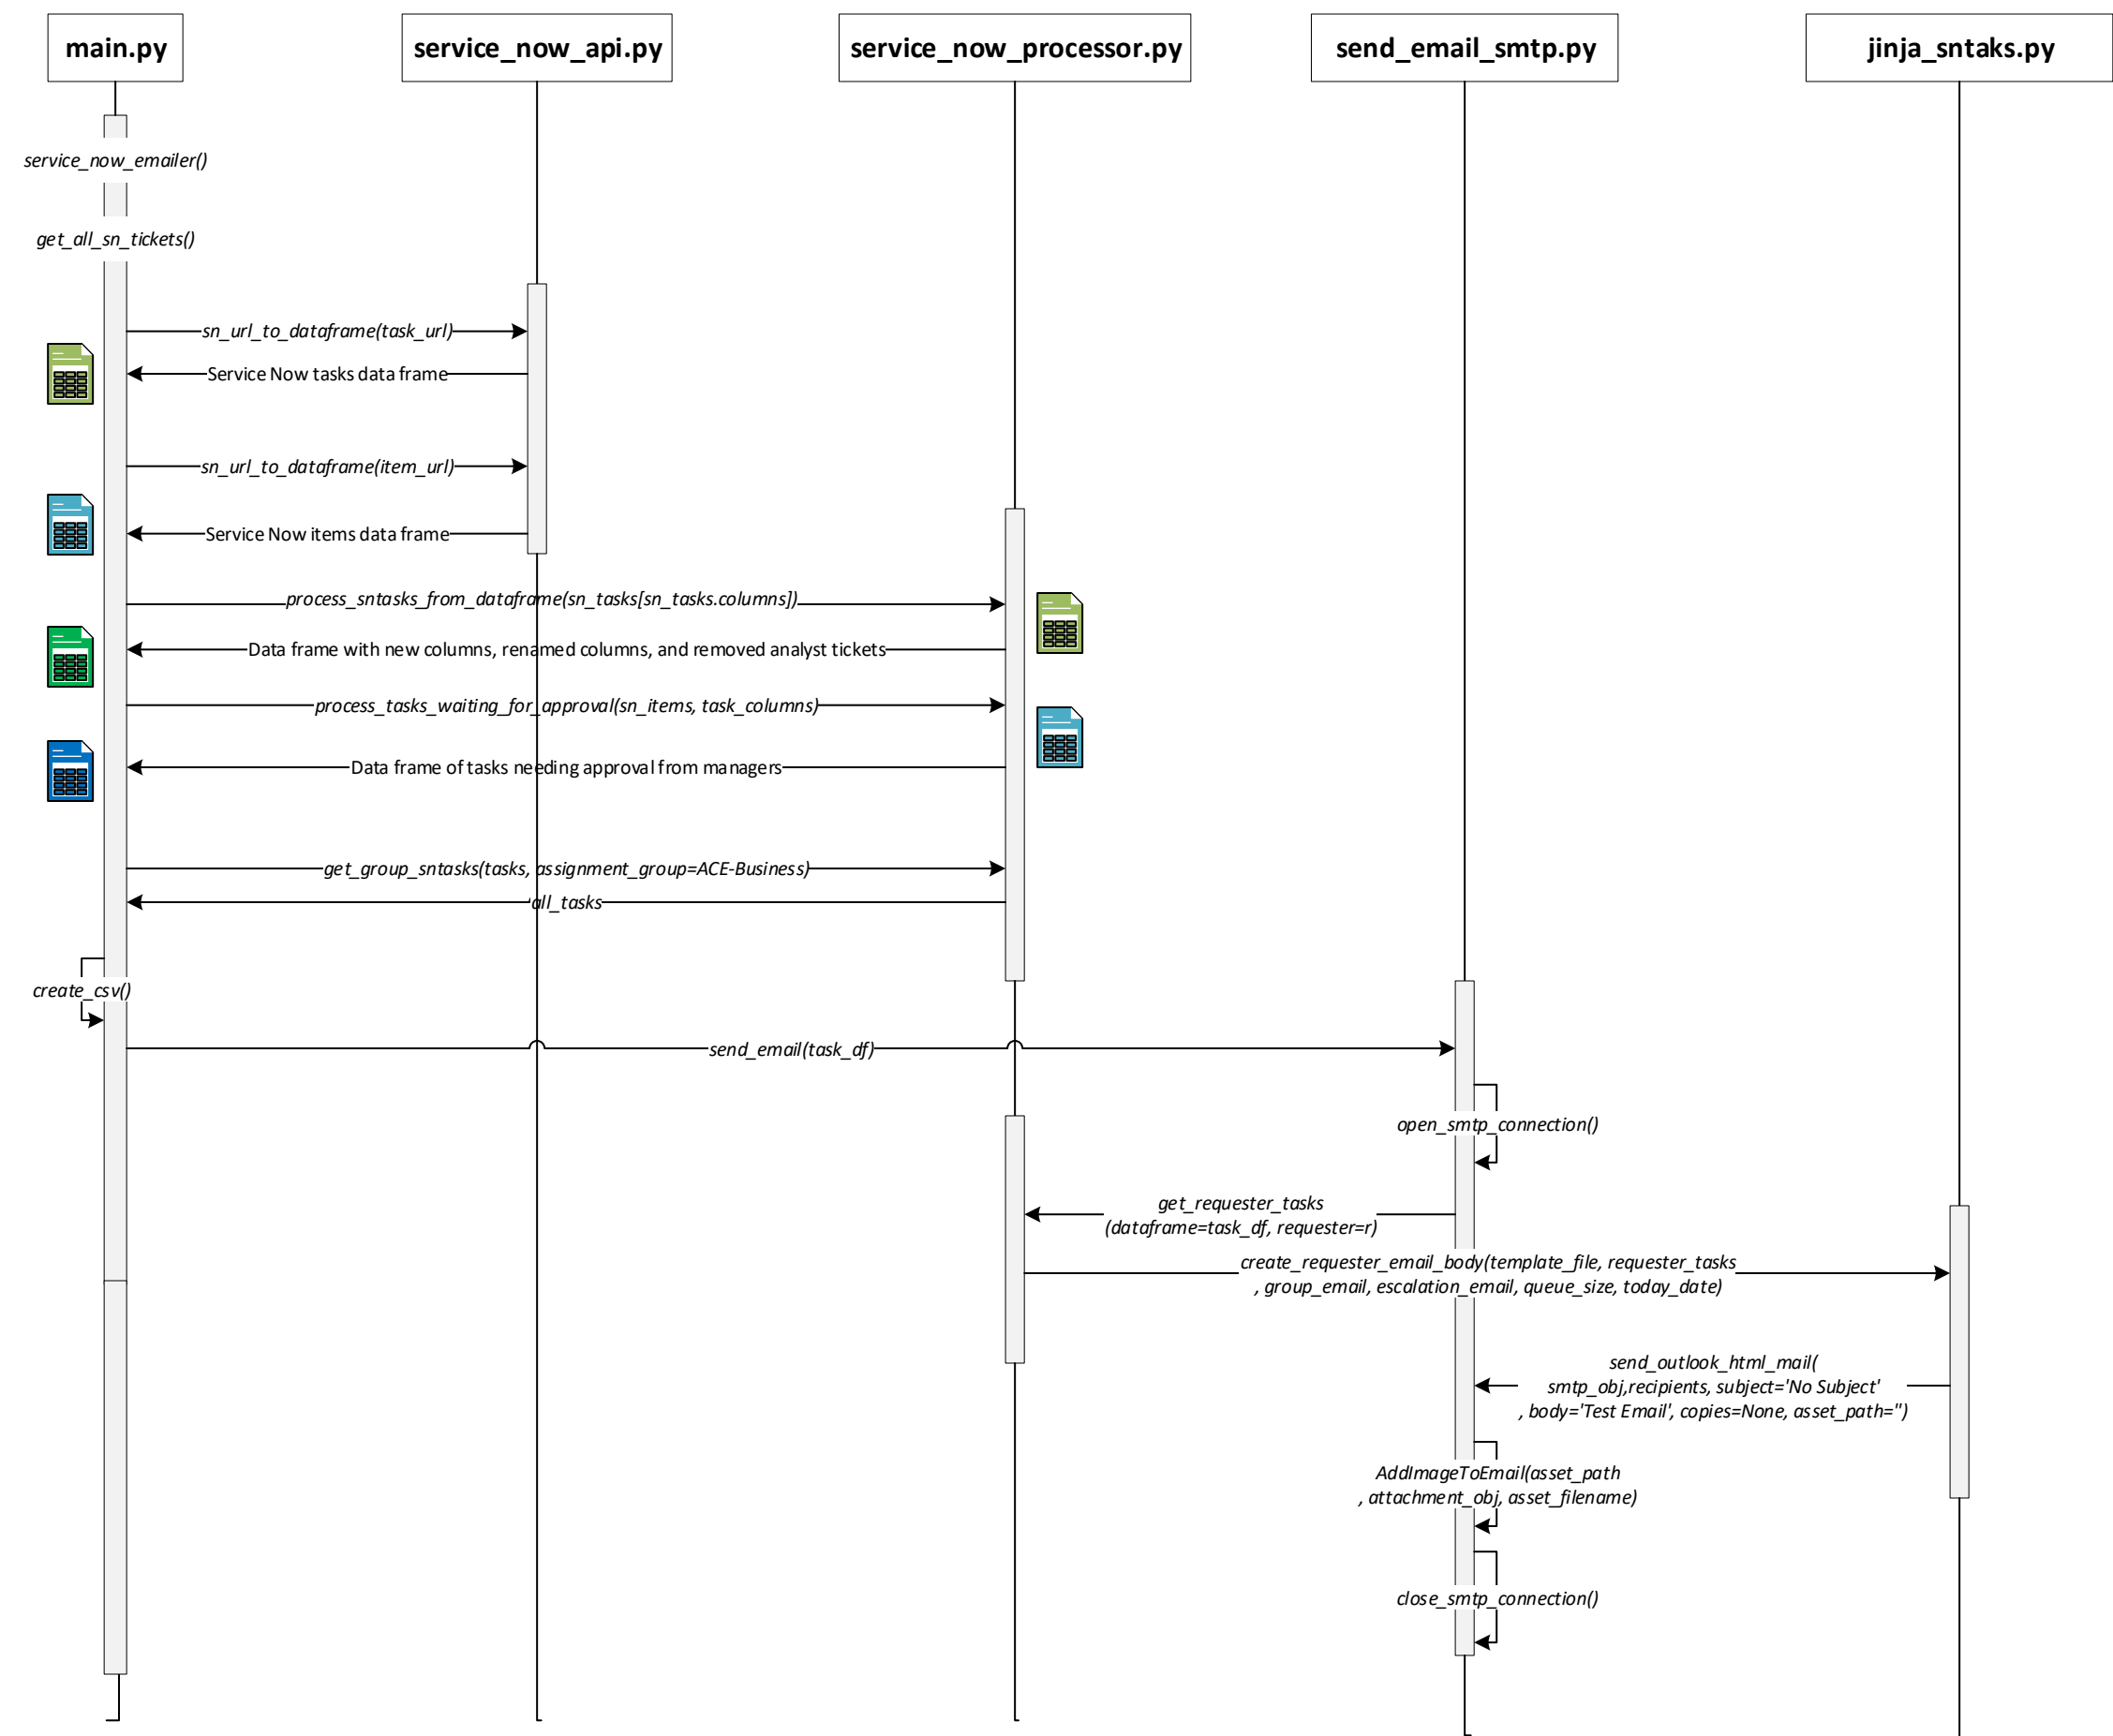 main.py
service_now_api.py
service_now_processor.py
send_email_smtp.py
jinja_sntaks.py
service_now_emailer()
get_all_sn_tickets()
sn_url_to_dataframe(task_url)
Service Now tasks data frame
sn_url_to_dataframe(item_url)
Service Now items data frame
process_sntasks_from_dataframe(sn_tasks[sn_tasks.columns])
Data frame with new columns, renamed columns, and removed analyst tickets
process_tasks_waiting_for_approval(sn_items, task_columns)
Data frame of tasks needing approval from managers
get_group_sntasks(tasks, assignment_group=ACE-Business)
all_tasks
create_csv()
send_email(task_df)
open_smtp_connection()
get_requester_tasks
(dataframe=task_df, requester=r)
create_requester_email_body(template_file, requester_tasks
, group_email, escalation_email, queue_size, today_date)
send_outlook_html_mail(
smtp_obj,recipients, subject='No Subject'
, body='Test Email', copies=None, asset_path='')
AddImageToEmail(asset_path
, attachment_obj, asset_filename)
close_smtp_connection()